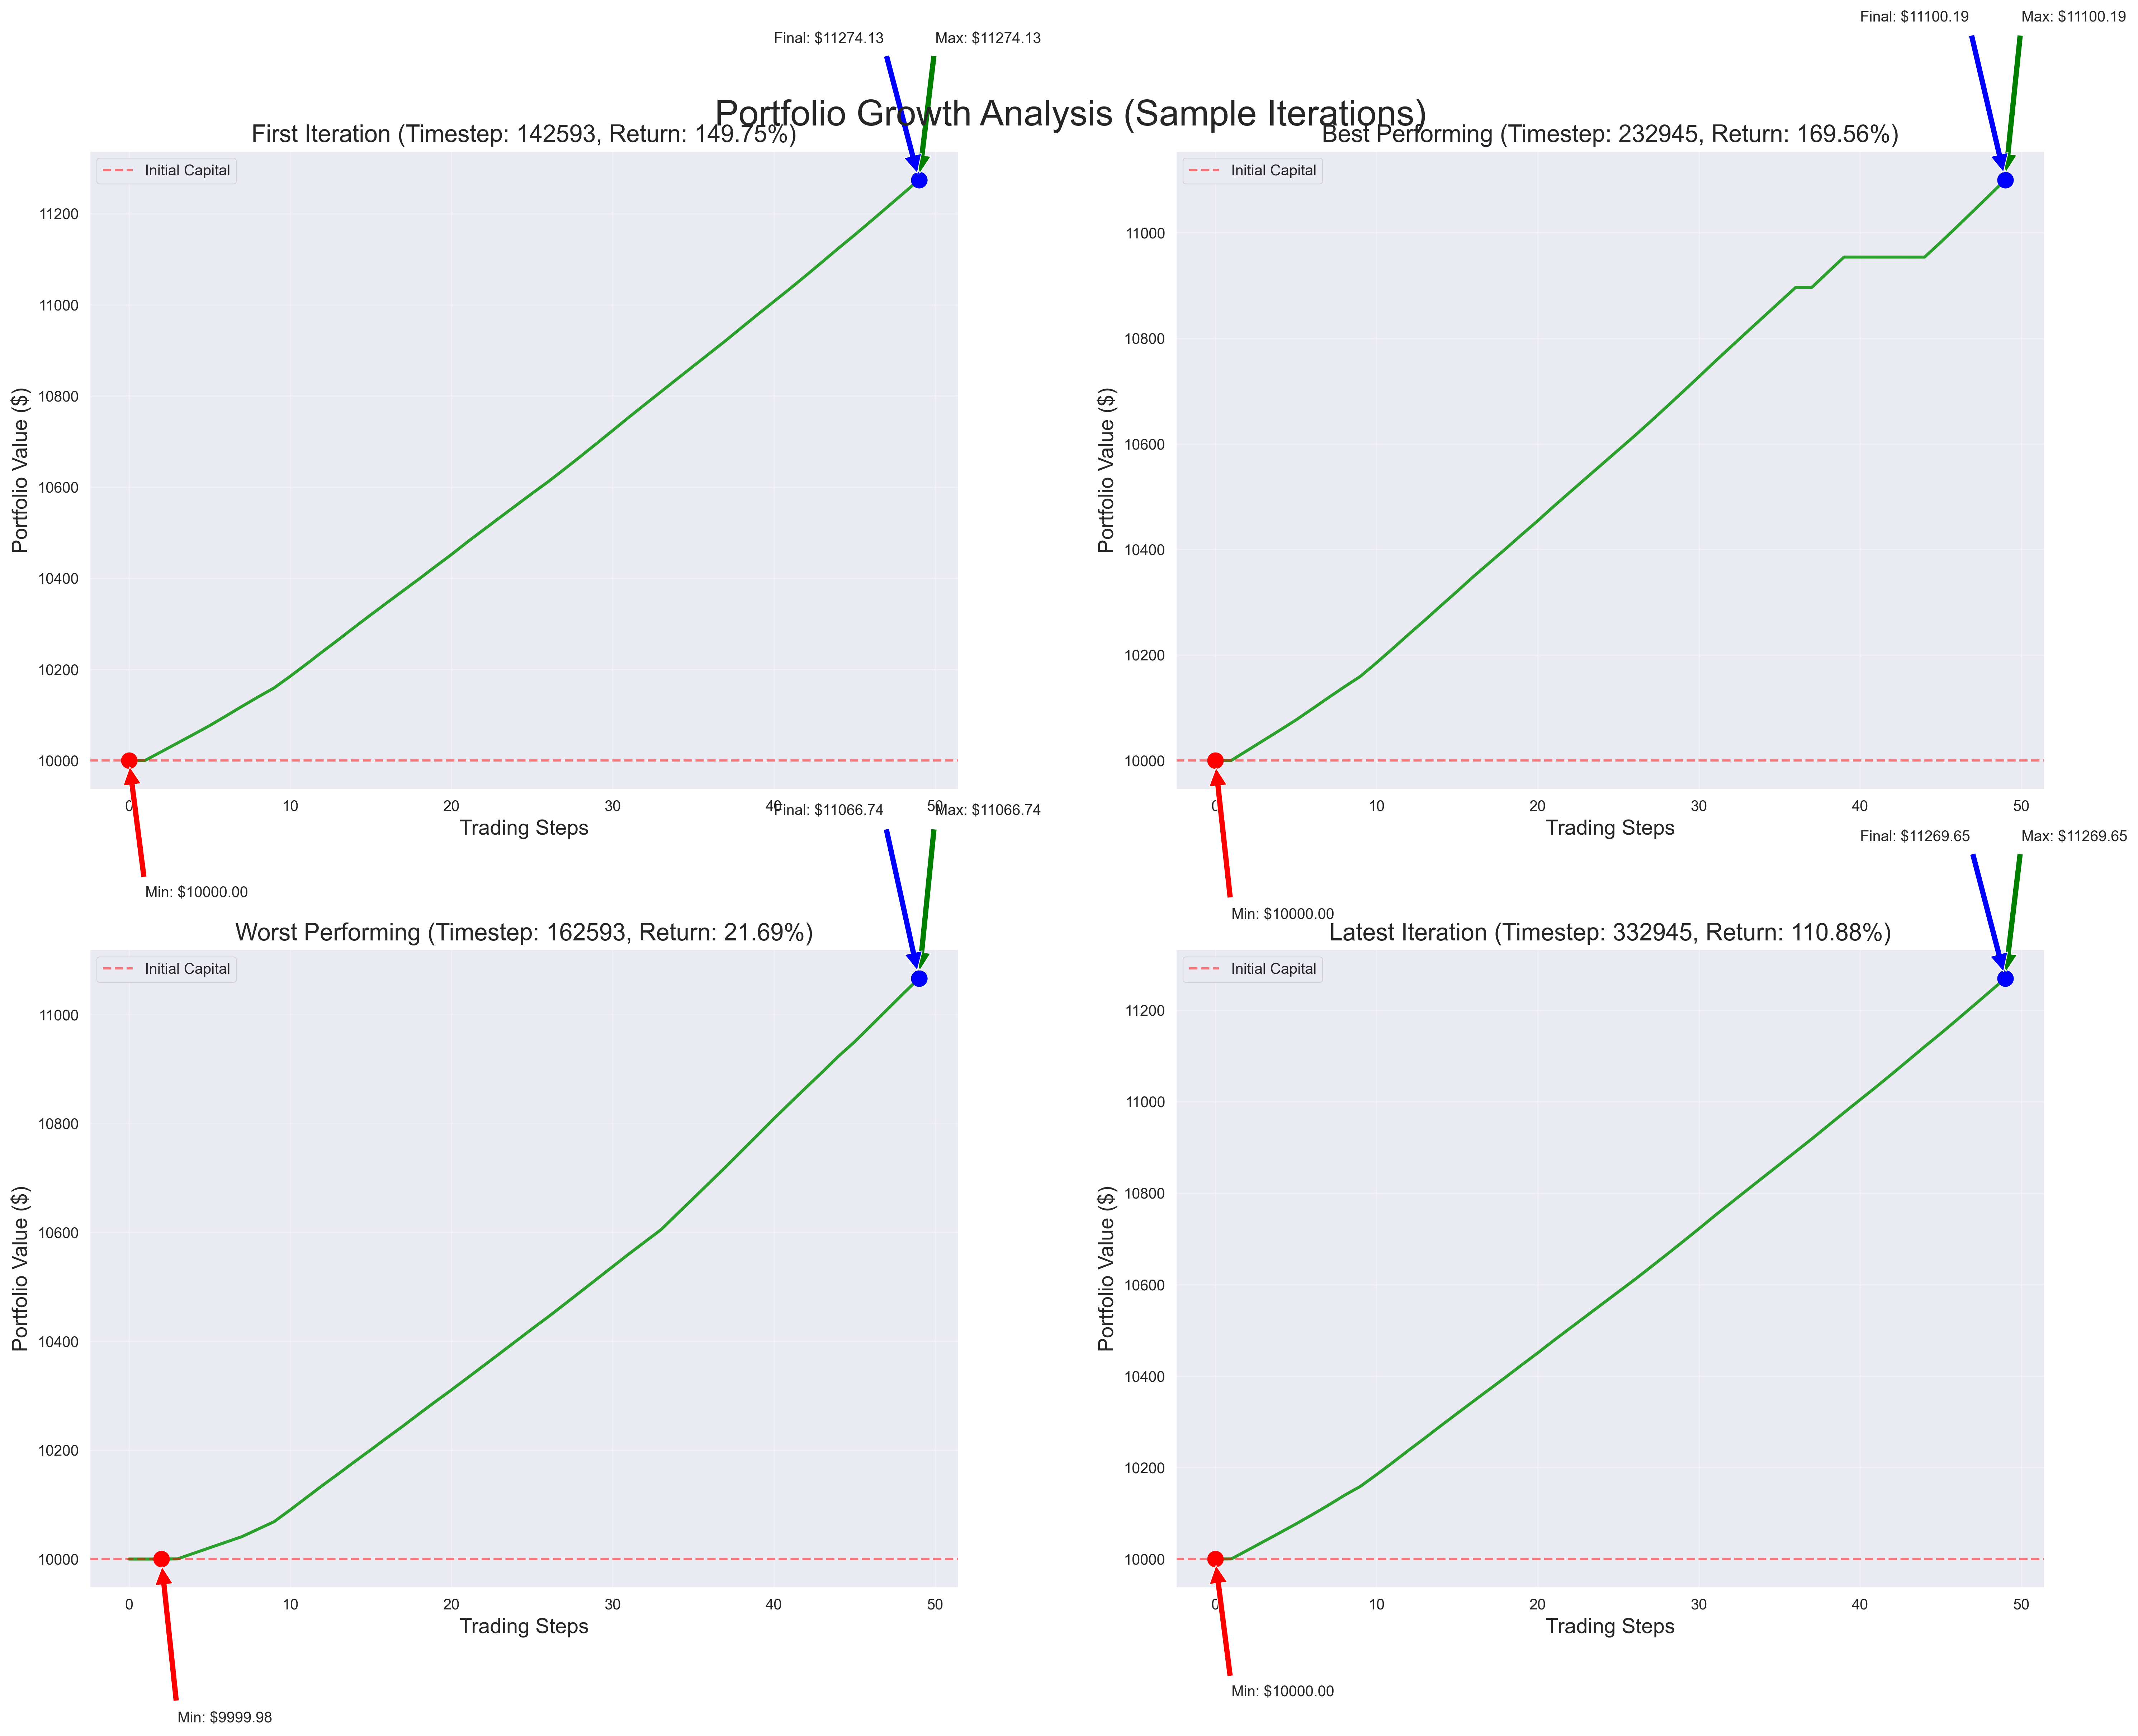 Final: $11274.13
Max: $11274.13
Final: $11100.19
Max: $11100.19
Portfolio Growth Analysis (Sample Iterations)
First Iteration (Timestep: 142593, Return: 149.75%)
Initial Capital
Portfolio Value ($)
11200
11000
10800
10600
10400
10200
10000
0
10
20
30
40
50
Trading Steps
Min: $10000.00
Best Performing (Timestep: 232945, Return: 169.56%)
Initial Capital
Portfolio Value ($)
11000
10800
10600
10400
10200
10000
0
10
20
30
40
50
Trading Steps
Min: $10000.00
Final: $11066.74
Max: $11066.74
Worst Performing (Timestep: 162593, Return: 21.69%)
Initial Capital
Portfolio Value ($)
11000
10800
10600
10400
10200
10000
0
10
20
30
40
50
Trading Steps
Min: $9999.98
Final: $11269.65
Max: $11269.65
Latest Iteration (Timestep: 332945, Return: 110.88%)
Initial Capital
Portfolio Value ($)
11200
11000
10800
10600
10400
10200
10000
0
10
20
30
40
50
Trading Steps
Min: $10000.00